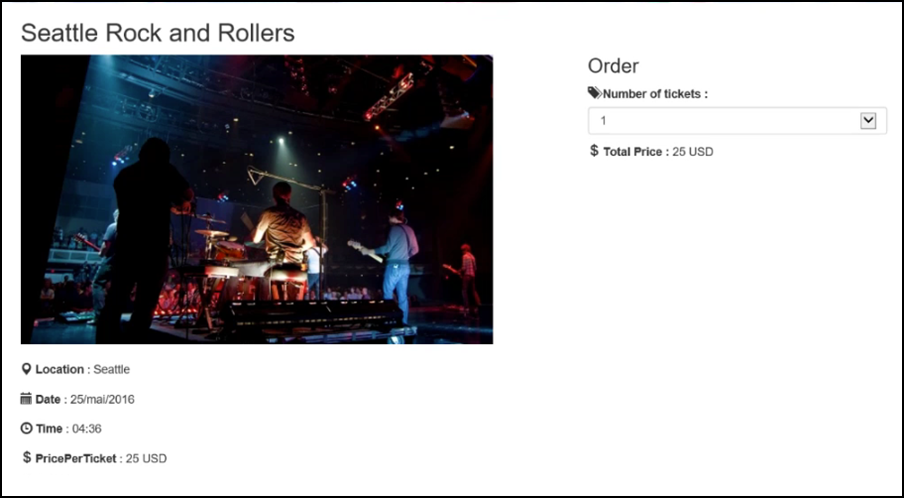 Seattle Rock and Rollers
Order
Number of tickets :
1
$ Total Price : 25 USD
Location : Seattle
Date : 25/mai/2016
Time : 04:36
$ PricePerTicket : 25 USD